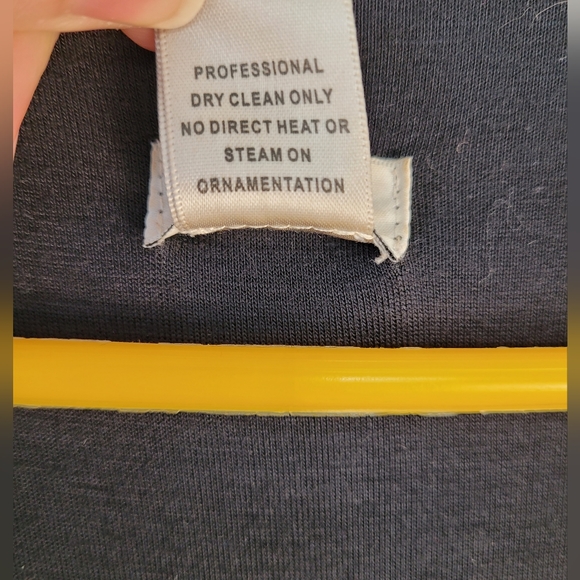 PROFESSIONAL
DRY CLEAN ONLY
NO DIRECT HEAT OR
STEAM ON
ORNAMENTATION